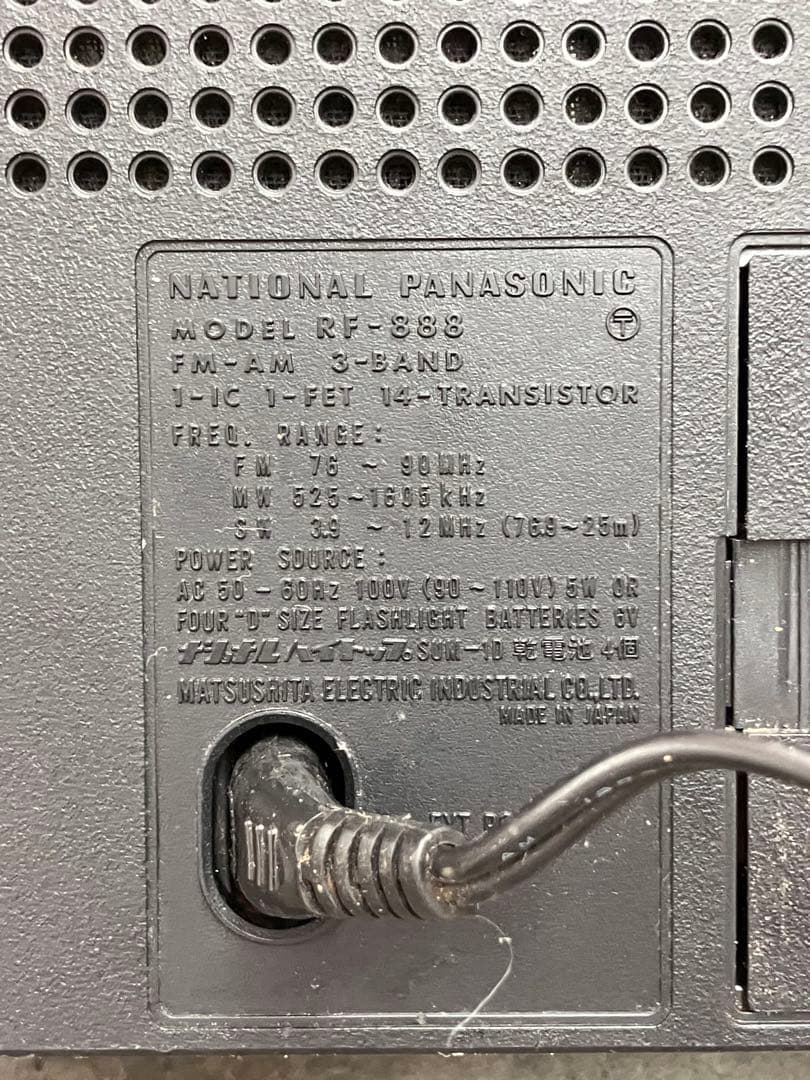 NATIONAL PANASONIC
MODEL RF-888 〒
FM-AM 3-BAND
1-IC 1-FET 14-TRANSISTOR
FREQ. RANGE:
FM 76 ~ 90MHz
MW 525~1605kHz
SW 3.9 ~ 12MHz (76.9~25m)
POWER SOURCE:
AC 50-60Hz 100V (90~110V) 5W OR
FOUR "D" SIZE FLASHLIGHT BATTERIES 6V
ナショナルハイトップ。SUM-1D 乾電池 4個
MATSUSHITA ELECTRIC INDUSTRIAL CO.,LTD.
MADE IN JAPAN
EXT